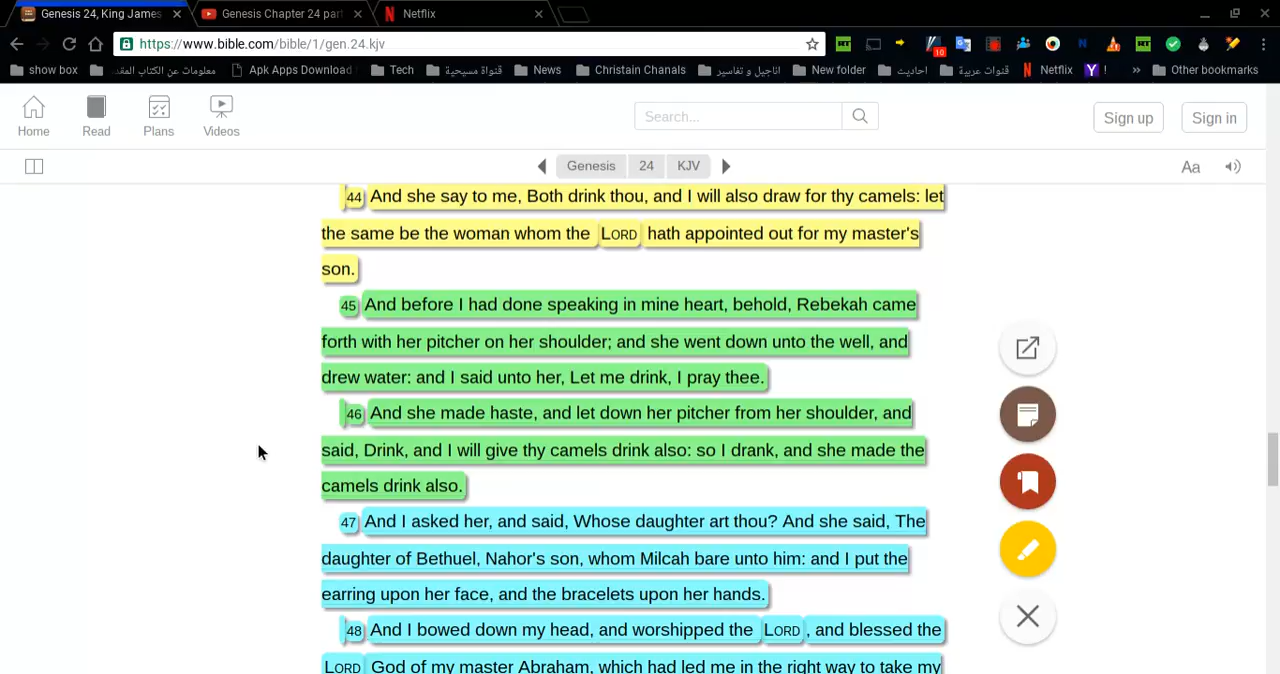 Genesis 24, King James
Genesis Chapter 24 part
Netflix
https://www.bible.com/bible/1/gen.24.kjv
10
show box
معلومات عن الكتاب المقد
Apk Apps Download
Tech
قنواة مسيحية
News
Christain Chanals
اناجيل و تفاسير
New folder
احاديث
قنوات عربية
Netflix
Y !
»
Other bookmarks
Home
Read
Plans
Videos
Search...
Sign up
Sign in
Genesis 24 KJV
Aa
44 And she say to me, Both drink thou, and I will also draw for thy camels: let
the same be the woman whom the LORD hath appointed out for my master's
son.
45 And before I had done speaking in mine heart, behold, Rebekah came
forth with her pitcher on her shoulder; and she went down unto the well, and
drew water: and I said unto her, Let me drink, I pray thee.
46 And she made haste, and let down her pitcher from her shoulder, and
said, Drink, and I will give thy camels drink also: so I drank, and she made the
camels drink also.
47 And I asked her, and said, Whose daughter art thou? And she said, The
daughter of Bethuel, Nahor's son, whom Milcah bare unto him: and I put the
earring upon her face, and the bracelets upon her hands.
48 And I bowed down my head, and worshipped the LORD, and blessed the
LORD God of my master Abraham, which had led me in the right way to take my